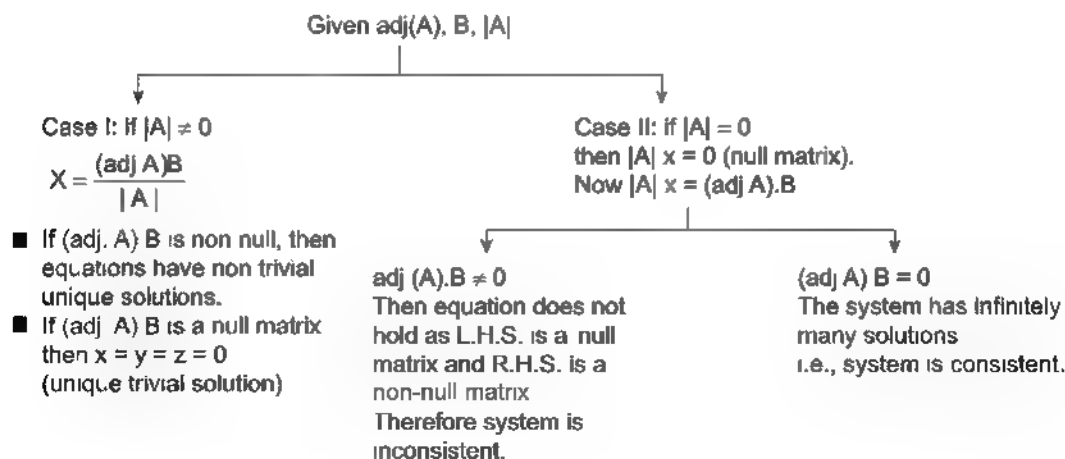 Given adj(A), B, |A|
Case I: If |A| ≠ 0
X = (adj A)B / |A|
■ If (adj. A) B is non null, then
equations have non trivial
unique solutions.
■ If (adj A) B is a null matrix
then x = y = z = 0
(unique trivial solution)
Case II: if |A| = 0
then |A| x = 0 (null matrix).
Now |A| x = (adj A).B
adj (A).B ≠ 0
Then equation does not
hold as L.H.S. is a null
matrix and R.H.S. is a
non-null matrix
Therefore system is
inconsistent.
(adj A) B = 0
The system has infinitely
many solutions
i.e., system is consistent.